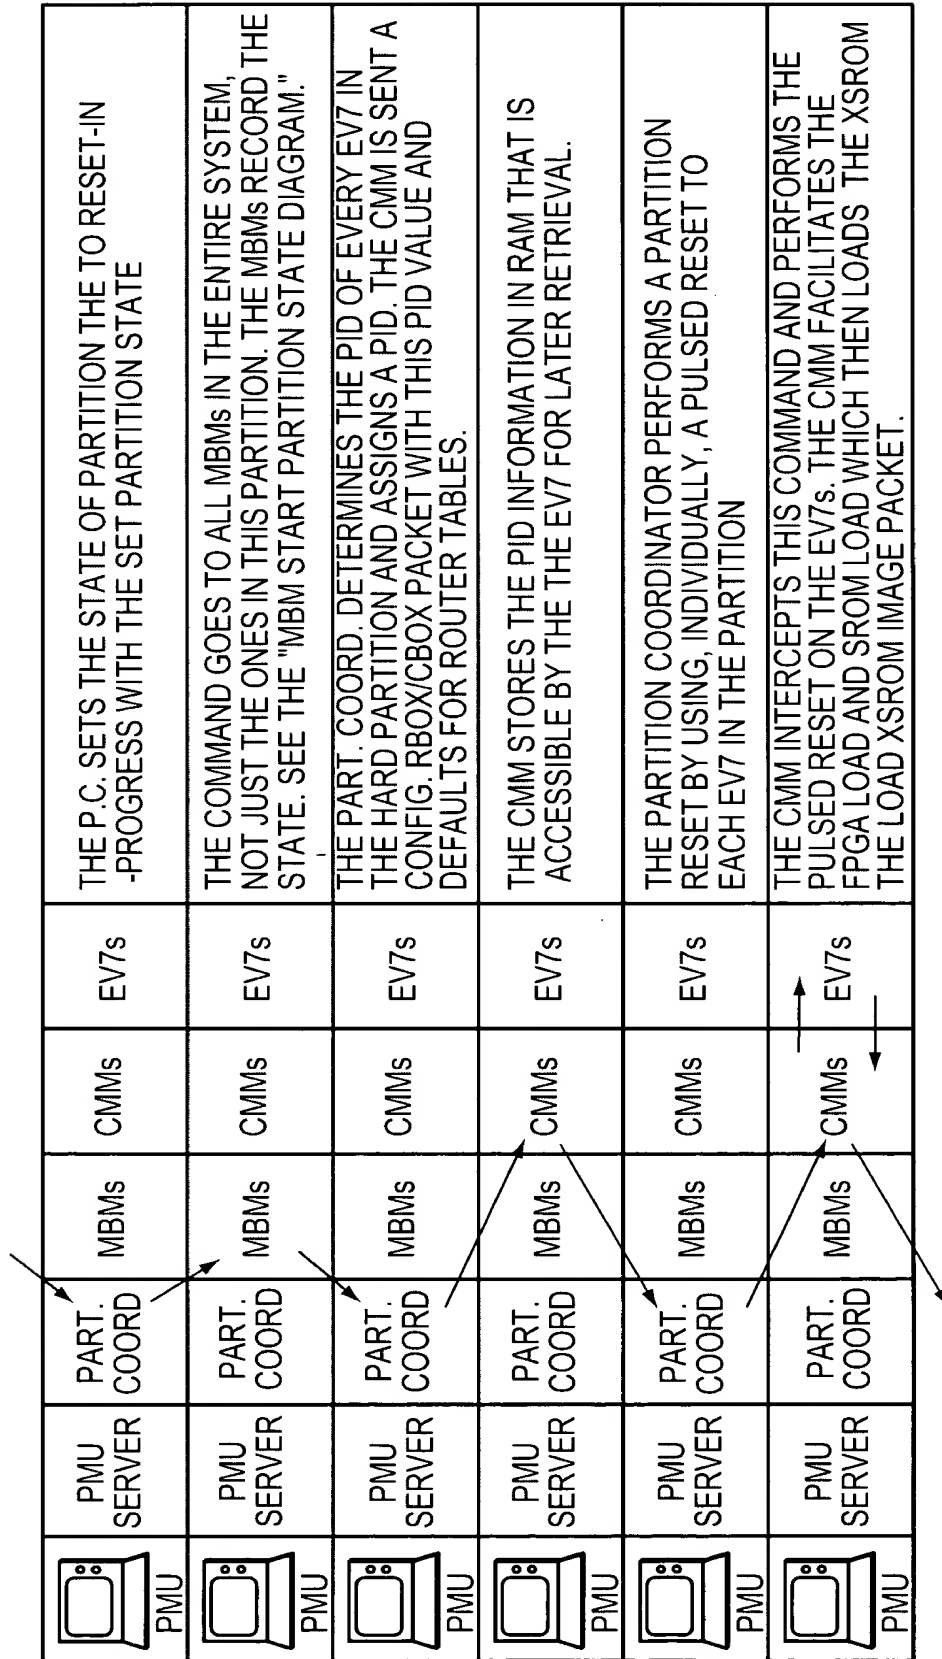 PMU
PMU
SERVER
PART.
COORD
MBMs
CMMs
EV7s
THE P.C. SETS THE STATE OF PARTITION THE TO RESET-IN
-PROGRESS WITH THE SET PARTITION STATE
PMU
PMU
SERVER
PART.
COORD
MBMs
CMMs
EV7s
THE COMMAND GOES TO ALL MBMs IN THE ENTIRE SYSTEM,
NOT JUST THE ONES IN THIS PARTITION. THE MBMs RECORD THE
STATE. SEE THE "MBM START PARTITION STATE DIAGRAM."
PMU
PMU
SERVER
PART.
COORD
MBMs
CMMs
EV7s
THE PART. COORD. DETERMINES THE PID OF EVERY EV7 IN
THE HARD PARTITION AND ASSIGNS A PID. THE CMM IS SENT A
CONFIG. RBOX/CBOX PACKET WITH THIS PID VALUE AND
DEFAULTS FOR ROUTER TABLES.
PMU
PMU
SERVER
PART.
COORD
MBMs
CMMs
EV7s
THE CMM STORES THE PID INFORMATION IN RAM THAT IS
ACCESSIBLE BY THE THE EV7 FOR LATER RETRIEVAL.
PMU
PMU
SERVER
PART.
COORD
MBMs
CMMs
EV7s
THE PARTITION COORDINATOR PERFORMS A PARTITION
RESET BY USING, INDIVIDUALLY, A PULSED RESET TO
EACH EV7 IN THE PARTITION
PMU
PMU
SERVER
PART.
COORD
MBMs
CMMs
EV7s
THE CMM INTERCEPTS THIS COMMAND AND PERFORMS THE
PULSED RESET ON THE EV7s. THE CMM FACILITATES THE
FPGA LOAD AND SROM LOAD WHICH THEN LOADS THE XSROM
THE LOAD XSROM IMAGE PACKET.